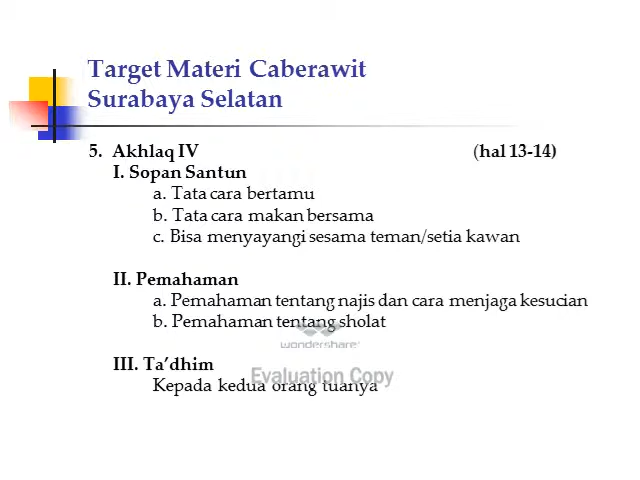 Target Materi Caberawit
Surabaya Selatan
5. Akhlaq IV (hal 13-14)
I. Sopan Santun
a. Tata cara bertamu
b. Tata cara makan bersama
c. Bisa menyayangi sesama teman/setia kawan
II. Pemahaman
a. Pemahaman tentang najis dan cara menjaga kesucian
b. Pemahaman tentang sholat
wondershare
III. Ta’dhim
Evaluation Copy
Kepada kedua orang tuanya